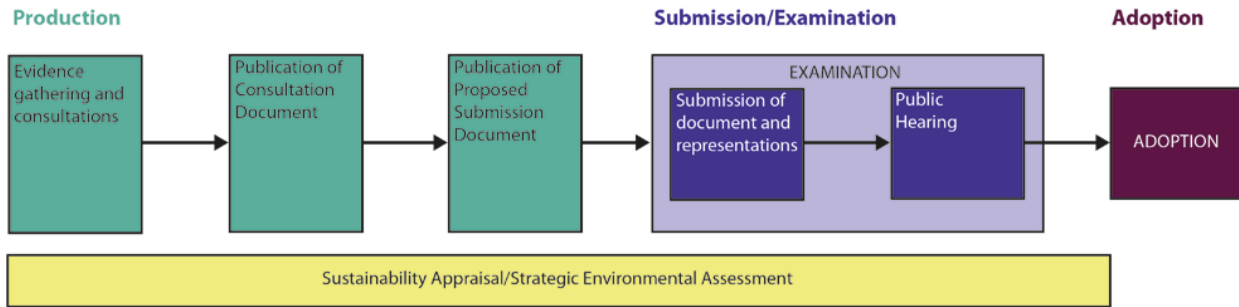 Production
Submission/Examination
Adoption
Evidence
gathering and
consultations
Publication of
Consultation
Document
Publication of
Proposed
Submission
Document
EXAMINATION
Submission of
document and
representations
Public
Hearing
ADOPTION
Sustainability Appraisal/Strategic Environmental Assessment